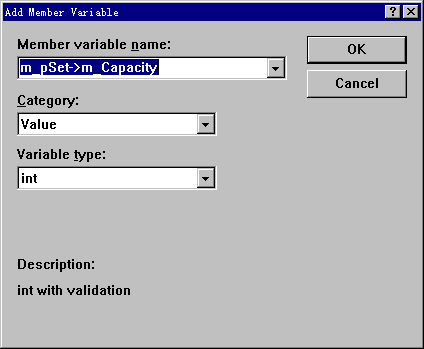 Add Member Variable
Member variable name:
m_pSet->m_Capacity
OK
Cancel
Category:
Value
Variable type:
int
Description:
int with validation